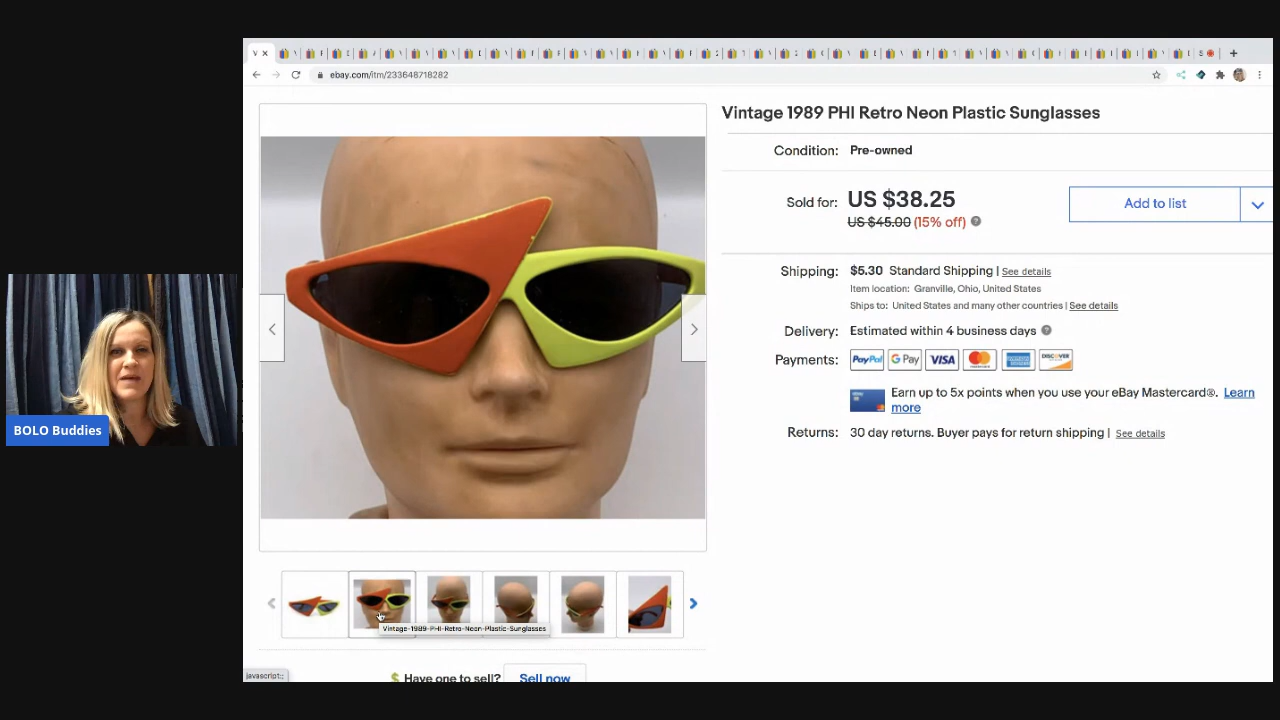 ebay.com/itm/233648718282
Vintage 1989 PHI Retro Neon Plastic Sunglasses
Condition: Pre-owned
Sold for: US $38.25
US $45.00 (15% off)
Add to list
Shipping: $5.30 Standard Shipping | See details
Item location: Granville, Ohio, United States
Ships to: United States and many other countries | See details
Delivery: Estimated within 4 business days
Payments: PayPal G Pay VISA MasterCard AMERICAN EXPRESS DISCOVER
Earn up to 5x points when you use your eBay Mastercard®. Learn
more
Returns: 30 day returns. Buyer pays for return shipping | See details
BOLO Buddies
Vintage-1989-PHI-Retro-Neon-Plastic-Sunglasses
javascript:;
$ Have one to sell? Sell now